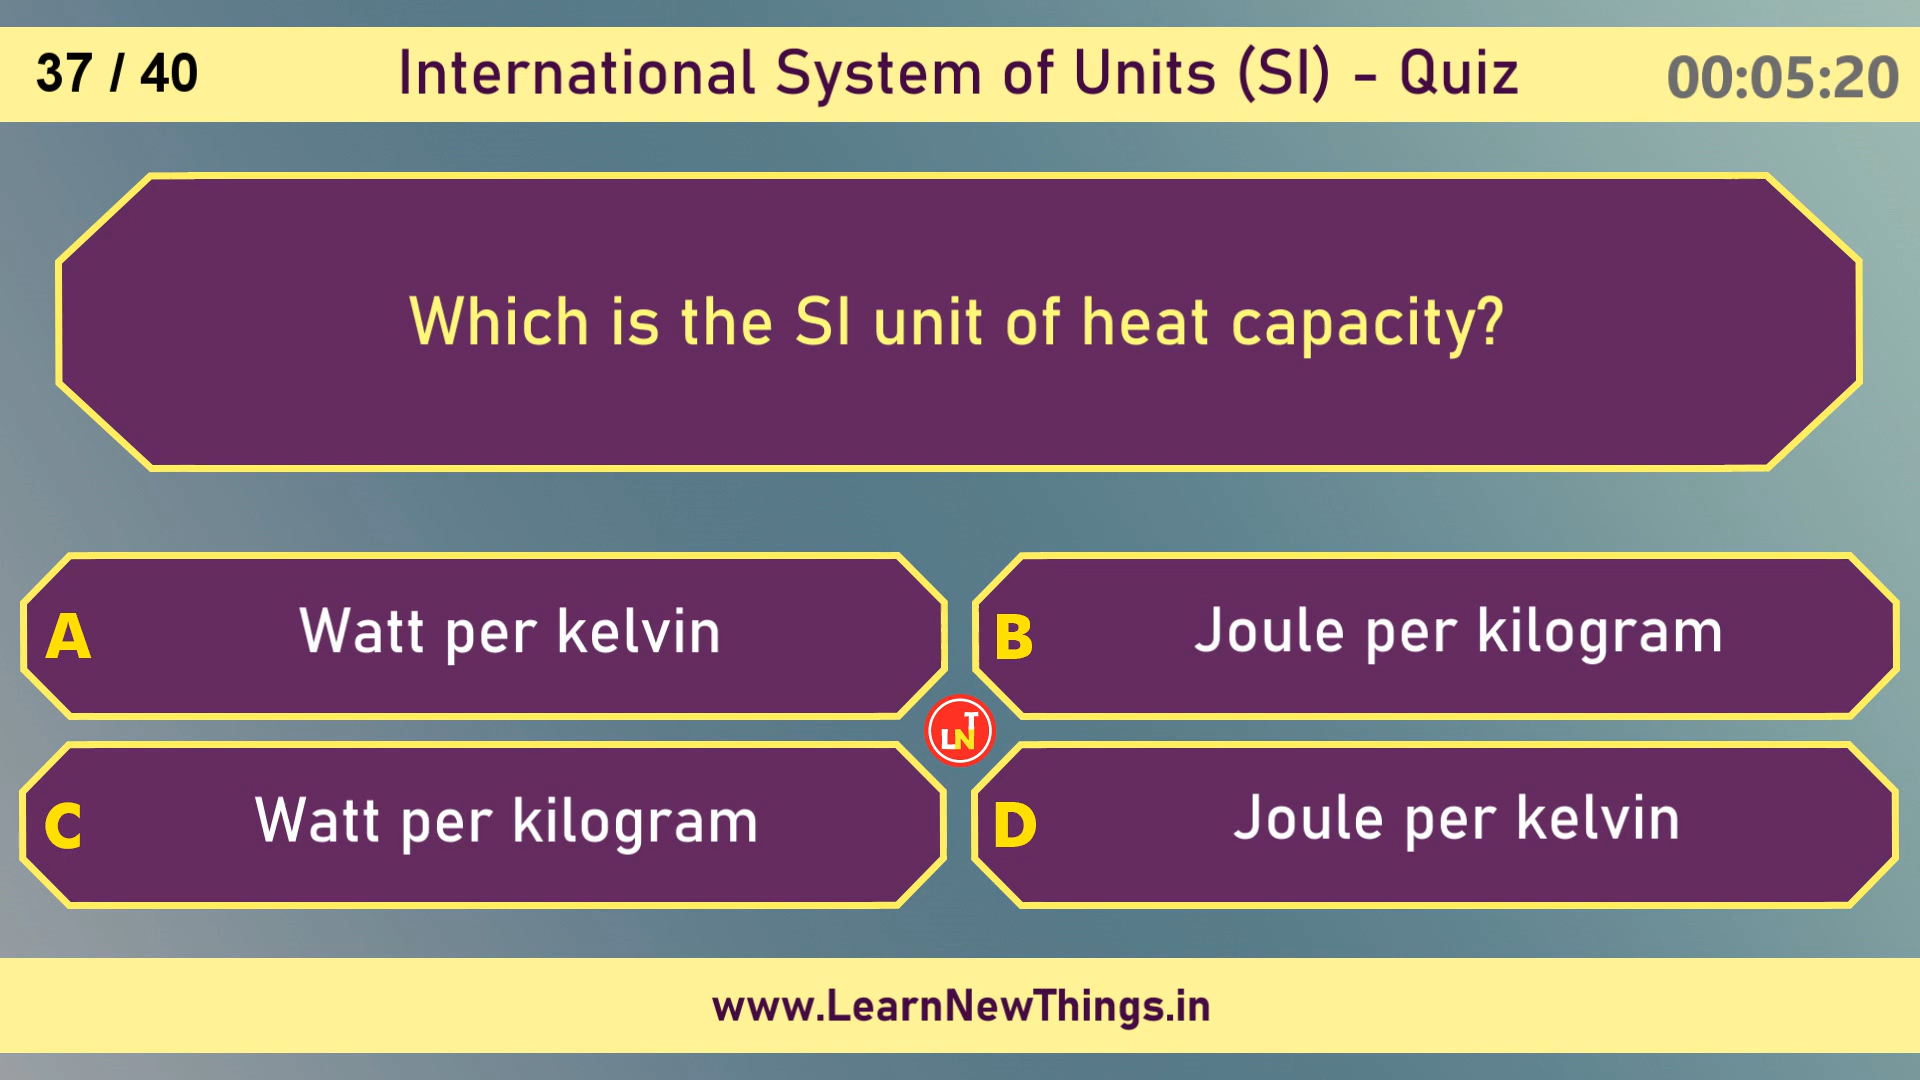 37 / 40
International System of Units (SI) - Quiz
00:05:20
Which is the SI unit of heat capacity?
A Watt per kelvin
B Joule per kilogram
LNT
C Watt per kilogram
D Joule per kelvin
www.LearnNewThings.in